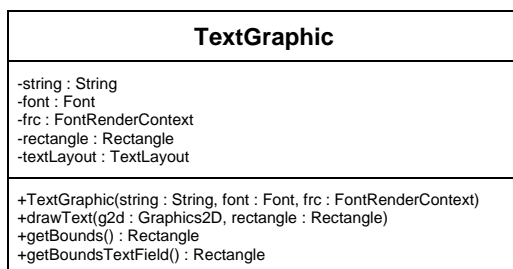 TextGraphic
-string : String
-font : Font
-frc : FontRenderContext
-rectangle : Rectangle
-textLayout : TextLayout
+TextGraphic(string : String, font : Font, frc : FontRenderContext)
+drawText(g2d : Graphics2D, rectangle : Rectangle)
+getBounds() : Rectangle
+getBoundsTextField() : Rectangle